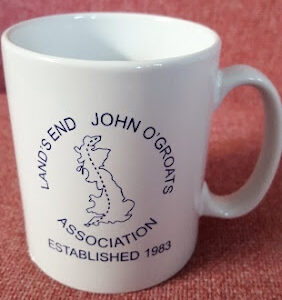 LAND'S END JOHN O'GROATS
ASSOCIATION
ESTABLISHED 1983